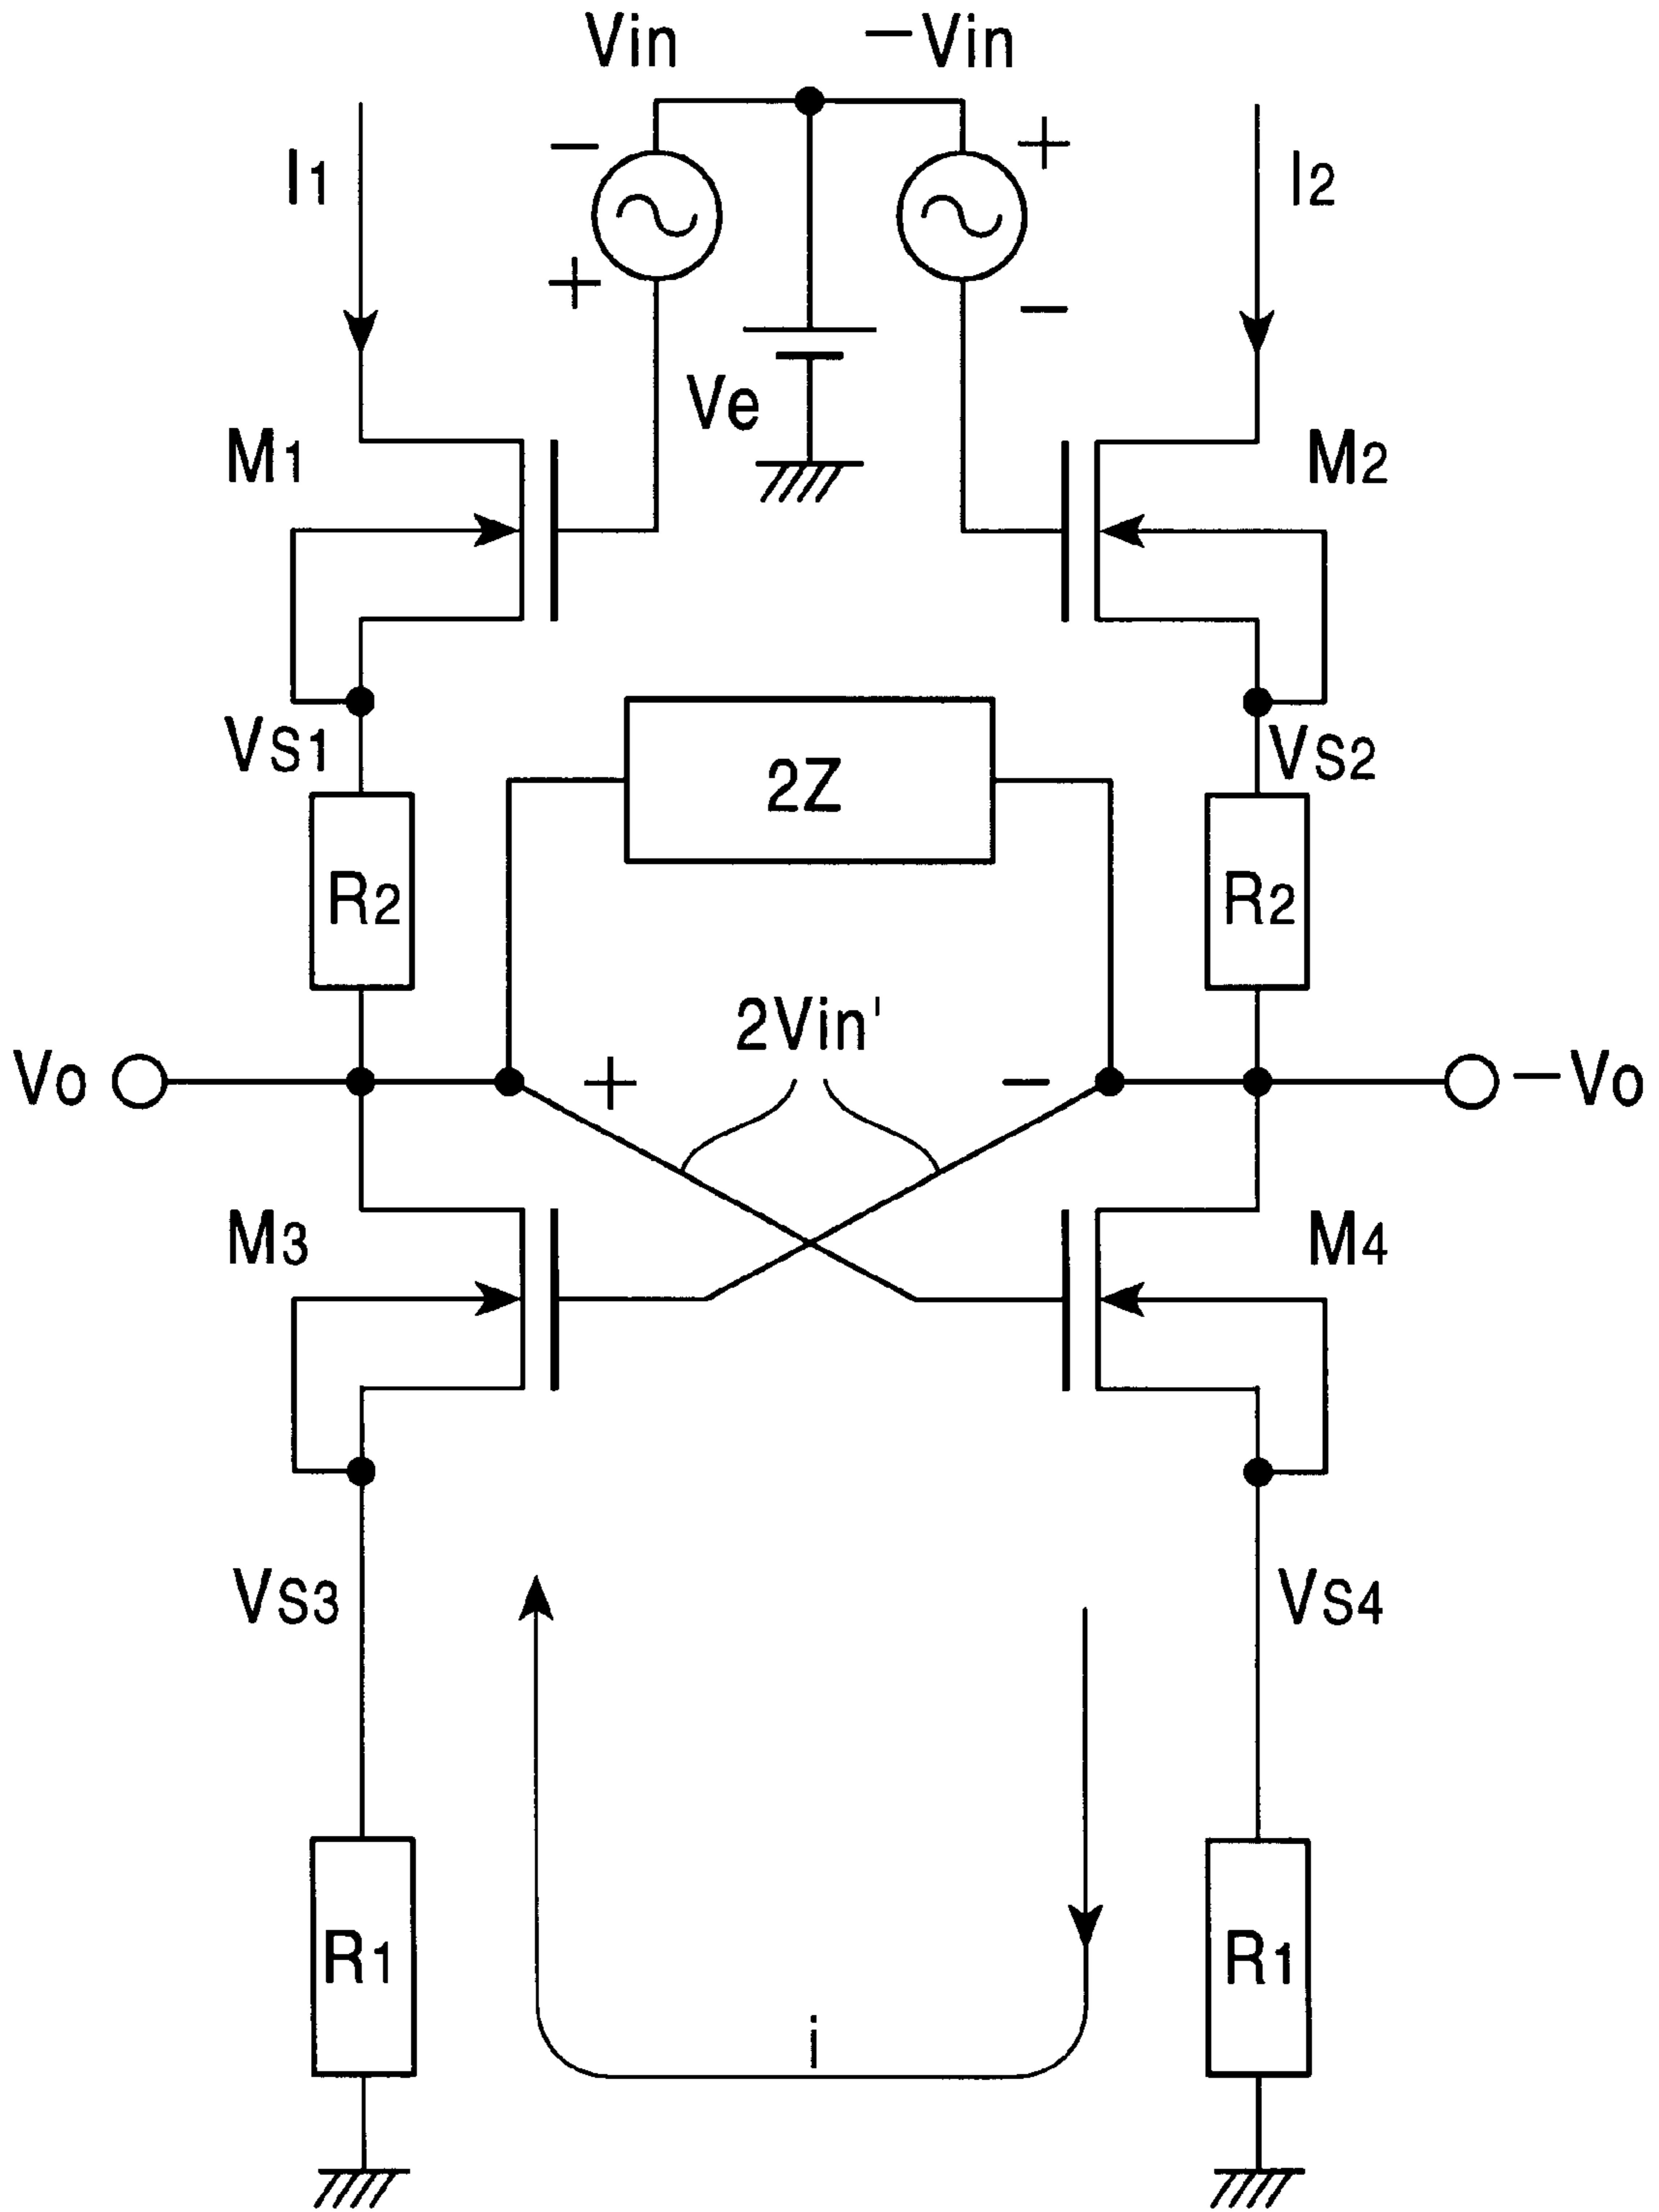 Vin −Vin
− +
I1 I2
+ −
Ve
M1 M2
VS1 VS2
2Z
R2 R2
2Vin'
Vo + − −Vo
M3 M4
VS3 VS4
R1 R1
i